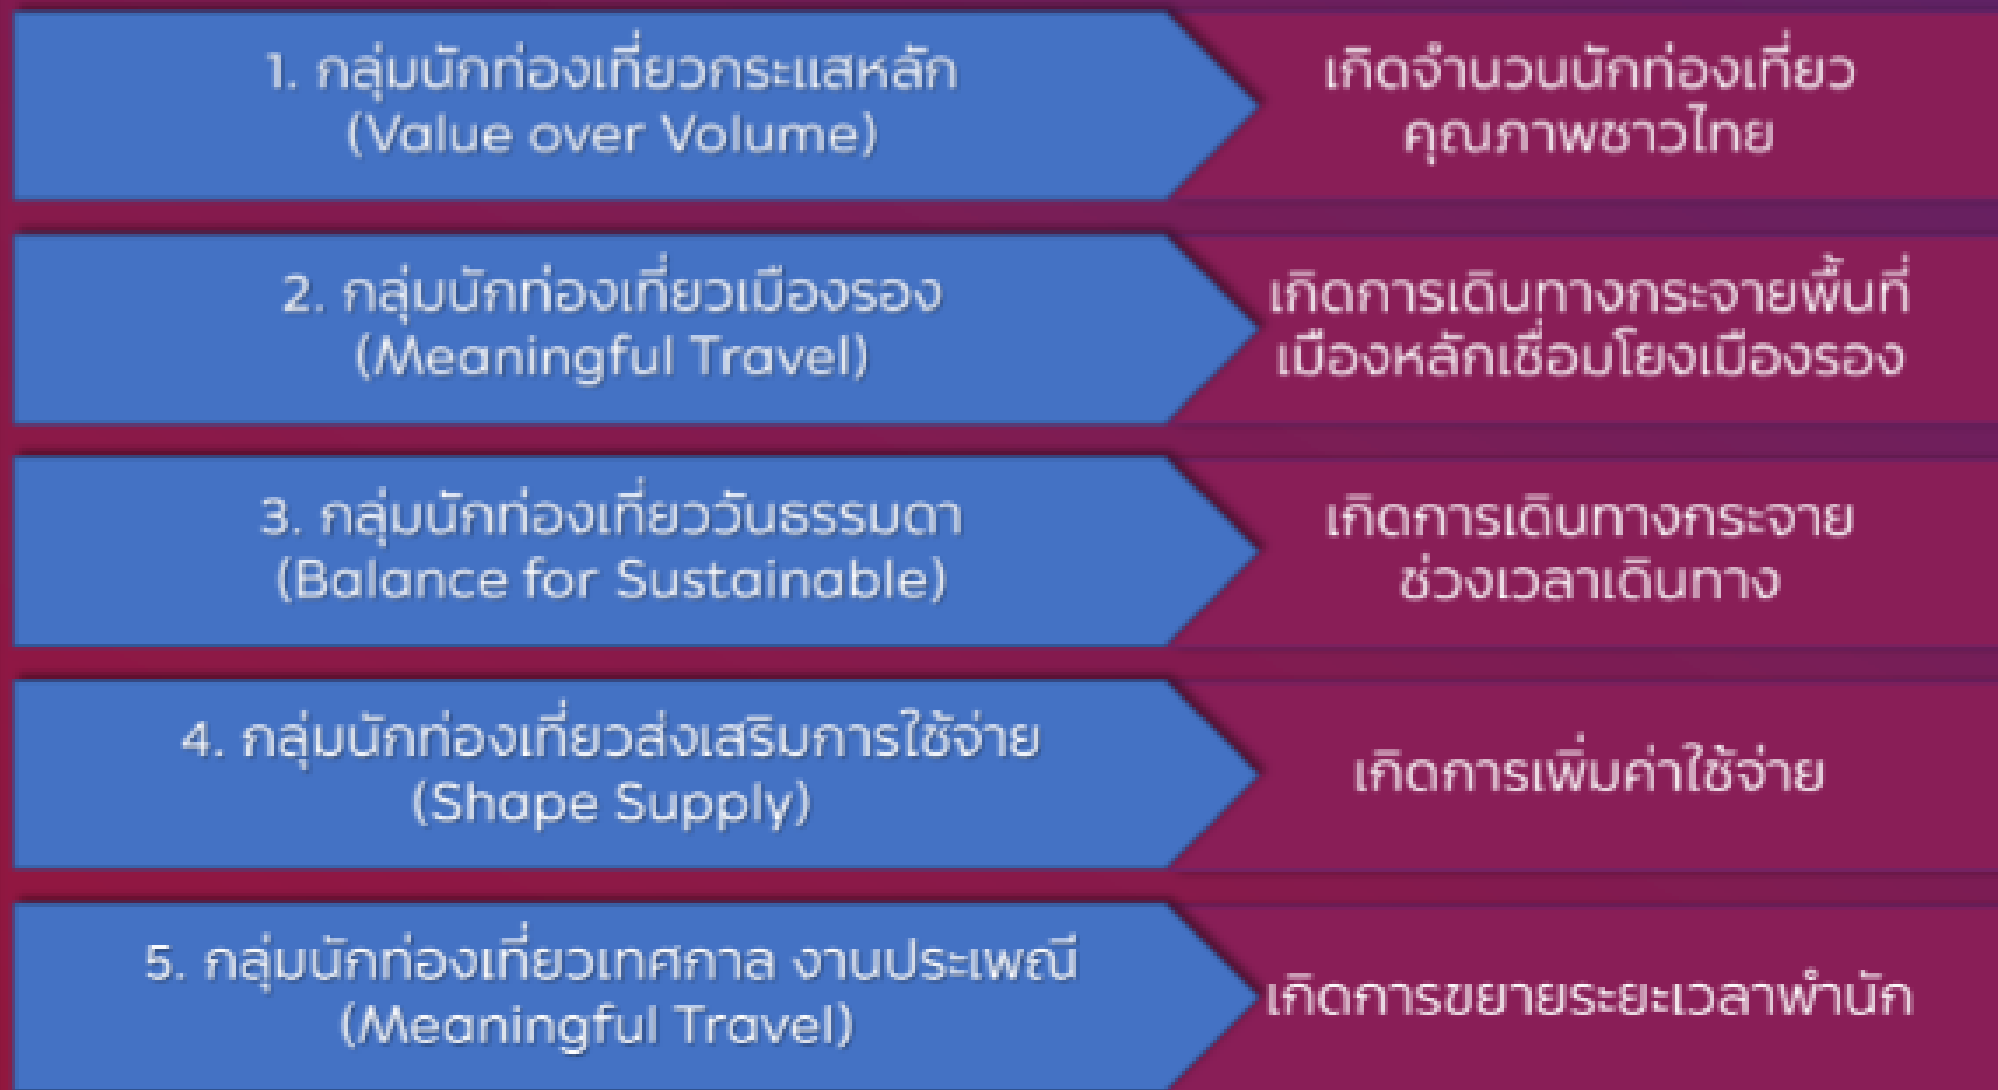 1. กลุ่มนักท่องเที่ยวกระแสหลัก
(Value over Volume)
เกิดจำนวนนักท่องเที่ยว
คุณภาพชาวไทย
2. กลุ่มนักท่องเที่ยวเมืองรอง
(Meaningful Travel)
เกิดการเดินทางกระจายพื้นที่
เมืองหลักเชื่อมโยงเมืองรอง
3. กลุ่มนักท่องเที่ยววันธรรมดา
(Balance for Sustainable)
เกิดการเดินทางกระจาย
ช่วงเวลาเดินทาง
4. กลุ่มนักท่องเที่ยวส่งเสริมการใช้จ่าย
(Shape Supply)
เกิดการเพิ่มค่าใช้จ่าย
5. กลุ่มนักท่องเที่ยวเทศกาล งานประเพณี
(Meaningful Travel)
เกิดการขยายระยะเวลาพำนัก